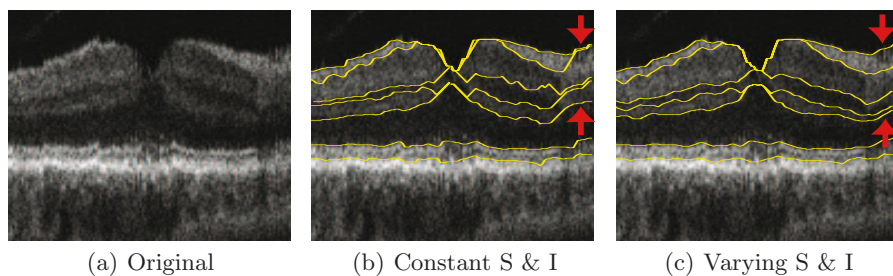 (a) Original
(b) Constant S & I
(c) Varying S & I